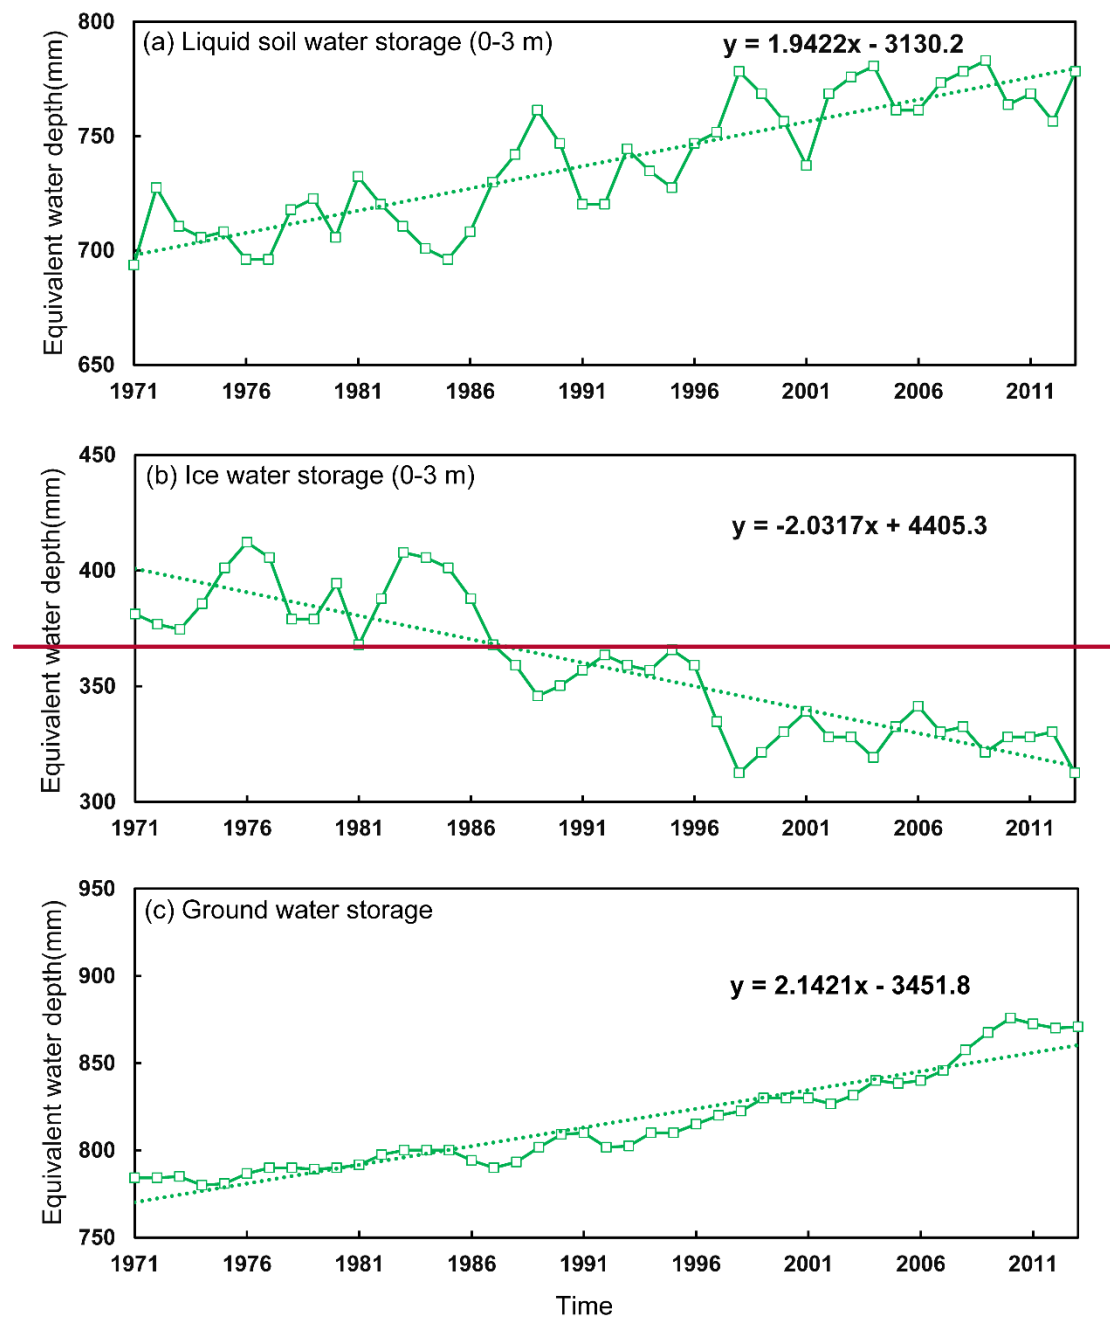 800
(a) Liquid soil water storage (0-3 m)
y = 1.9422x - 3130.2
750
700
650
Equivalent water depth(mm)
1971 1976 1981 1986 1991 1996 2001 2006 2011
450
(b) Ice water storage (0-3 m)
y = -2.0317x + 4405.3
400
350
300
Equivalent water depth(mm)
1971 1976 1981 1986 1991 1996 2001 2006 2011
950
(c) Ground water storage
900
y = 2.1421x - 3451.8
850
800
750
Equivalent water depth(mm)
1971 1976 1981 1986 1991 1996 2001 2006 2011
Time